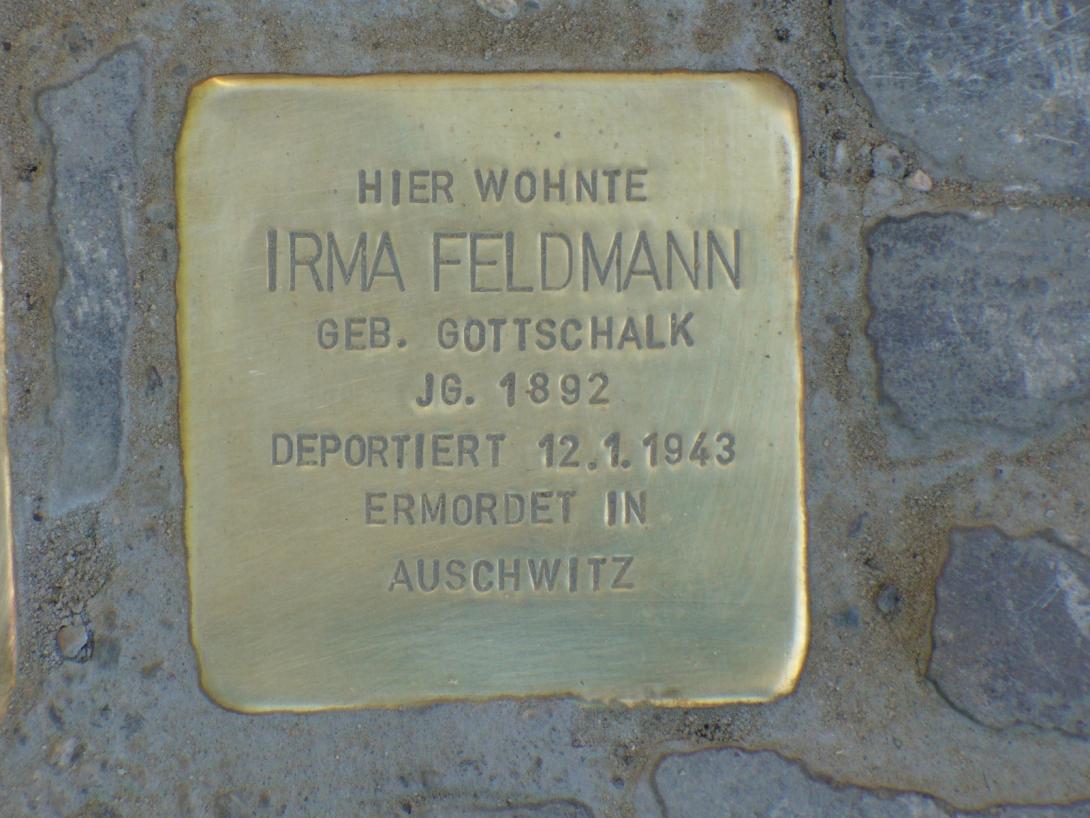 HIER WOHNTE
IRMA FELDMANN
GEB. GOTTSCHALK
JG. 1892
DEPORTIERT 12.1.1943
ERMORDET IN
AUSCHWITZ